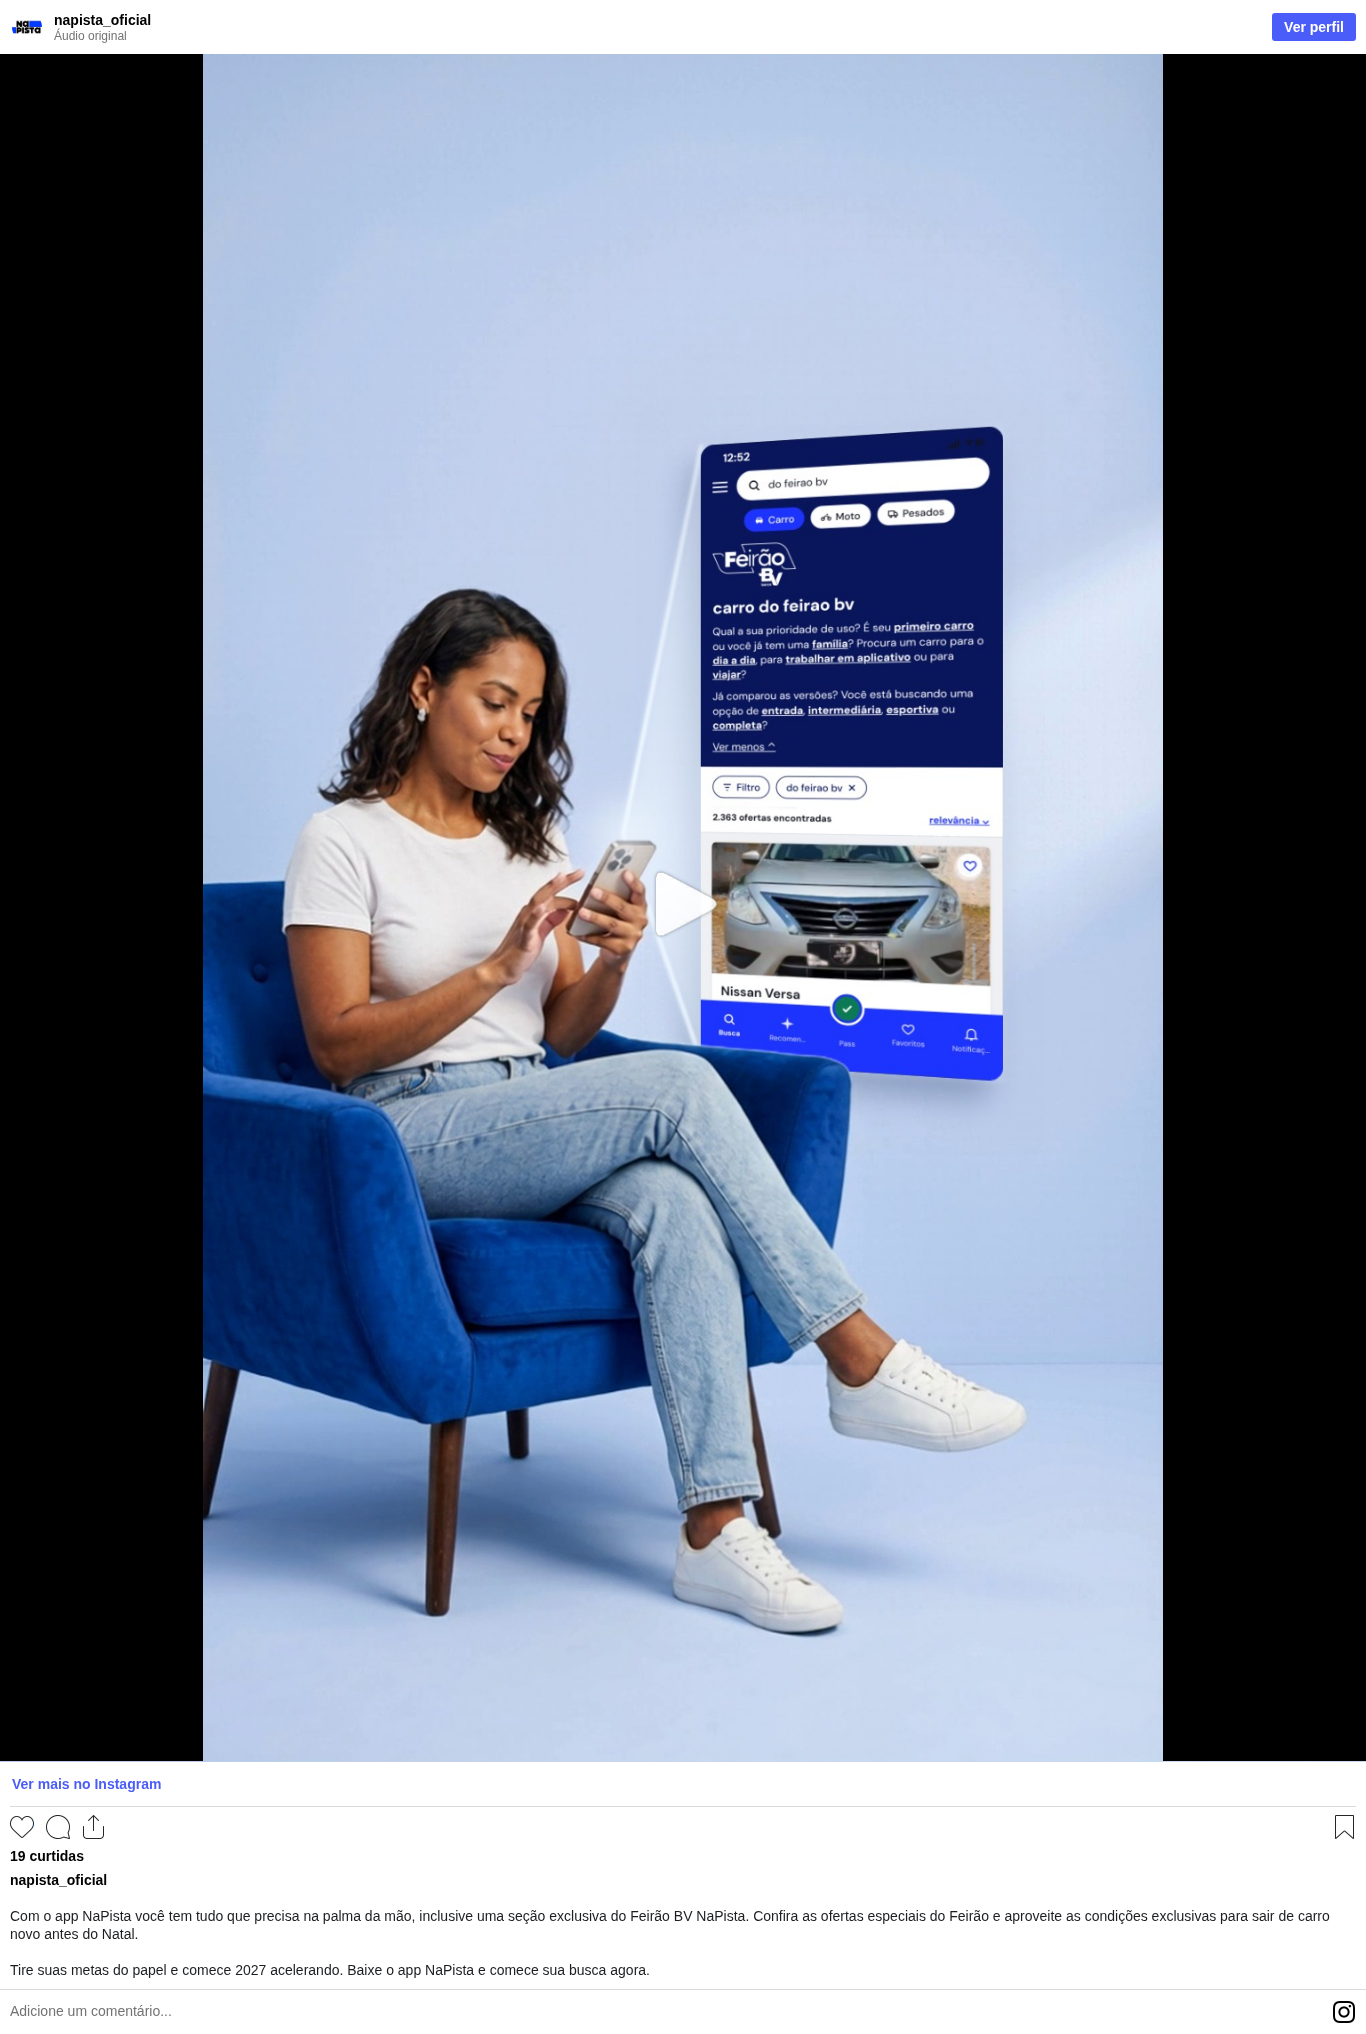 NaPista
napista_oficial
Áudio original
Ver perfil
12:52
do feirao bv
Carro
Moto
Pesados
Feirão
BV
carro do feirao bv
Qual a sua prioridade de uso? É seu primeiro carro
ou você já tem uma família? Procura um carro para o
dia a dia, para trabalhar em aplicativo ou para
viajar?
Já comparou as versões? Você está buscando uma
opção de entrada, intermediária, esportiva ou
completa?
Ver menos
Filtro
do feirao bv
2.363 ofertas encontradas
relevância
Nissan Versa
Busca
Recomen...
Pass
Favoritos
Notificaç...
Ver mais no Instagram
19 curtidas
napista_oficial
Com o app NaPista você tem tudo que precisa na palma da mão, inclusive uma seção exclusiva do Feirão BV NaPista. Confira as ofertas especiais do Feirão e aproveite as condições exclusivas para sair de carro
novo antes do Natal.
Tire suas metas do papel e comece 2027 acelerando. Baixe o app NaPista e comece sua busca agora.
Adicione um comentário...